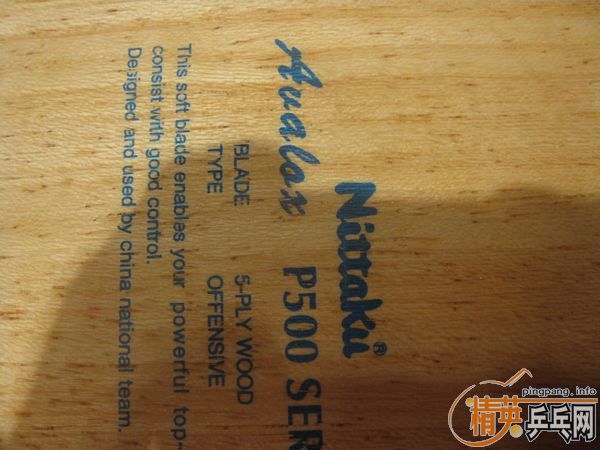 Nittaku®
Avalox P500 SER
BLADE 5-PLY WOOD
TYPE OFFENSIVE
This soft blade enables your powerful top-
consist with good control.
Designed and used by china national team.
pingpang.info
精英乒乓网